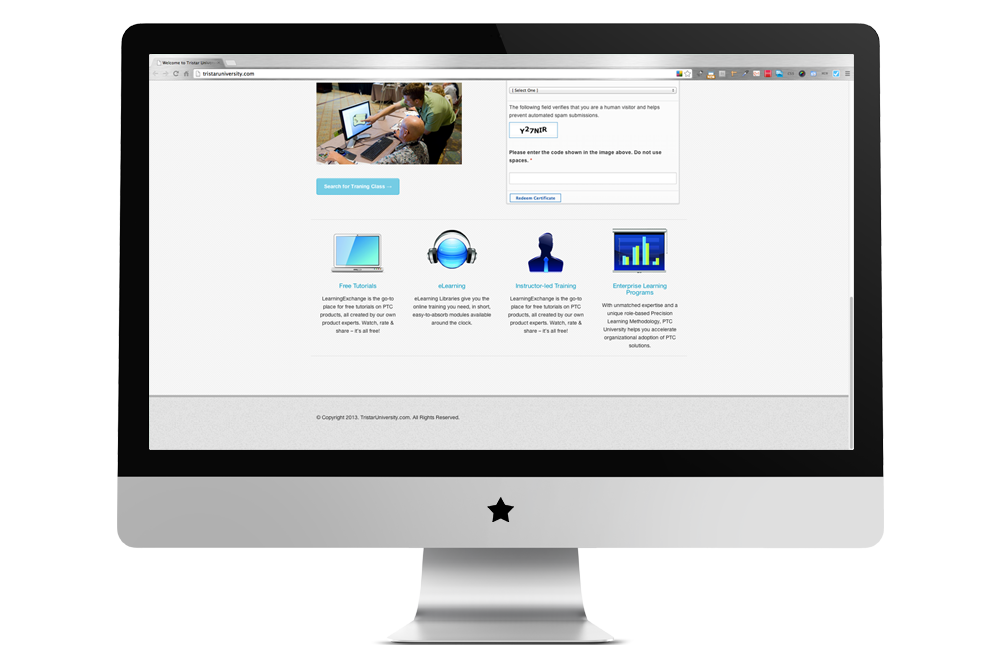 Welcome to Tristar Univer
tristaruniversity.com
[ Select One ]
The following field verifies that you are a human visitor and helps
prevent automated spam submissions.
Y27NIR
Please enter the code shown in the image above. Do not use
spaces. *
Search for Training Class →
Redeem Certificate
Free Tutorials
LearningExchange is the go-to
place for free tutorials on PTC
products, all created by our own
product experts. Watch, rate &
share – it's all free!
eLearning
eLearning Libraries give you the
online training you need, in short,
easy-to-absorb modules available
around the clock.
Instructor-led Training
LearningExchange is the go-to
place for free tutorials on PTC
products, all created by our own
product experts. Watch, rate &
share – it's all free!
Enterprise Learning
Programs
With unmatched expertise and a
unique role-based Precision
Learning Methodology, PTC
University helps you accelerate
organizational adoption of PTC
solutions.
© Copyright 2013. TristarUniversity.com. All Rights Reserved.